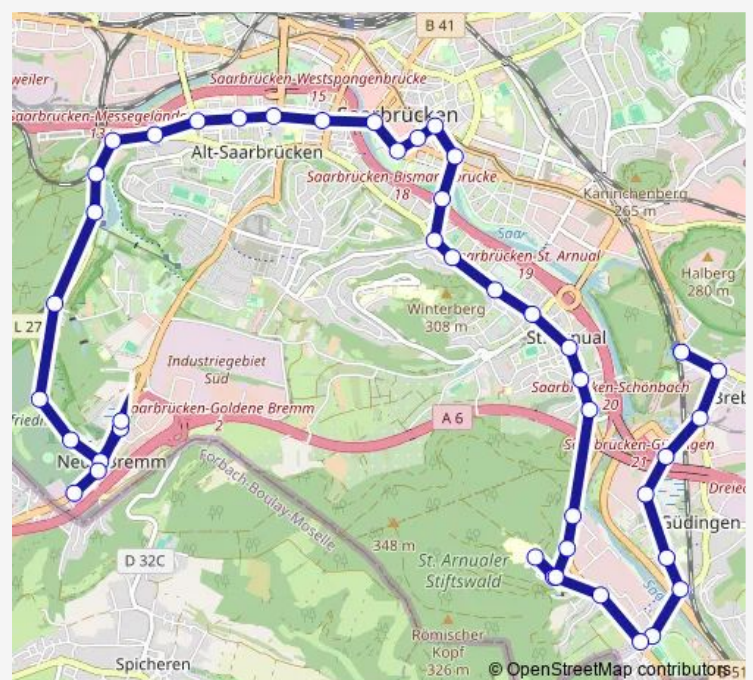 B 41
weiler
Saarbrücken-Westspangenbrücke
15
Saarbrücken-Messegelände
13
Saarbrücken
Alt-Saarbrücken
Saarbrücken-Bismarckbrücke
18
Kaninchenberg
265 m
Saar
Saarbrücken-St. Arnual
19
Halberg
280 m
Winterberg
308 m
L 27
St. Arnual
Industriegebiet
Süd
Saarbrücken-Schönbach
20
Saarbrücken-Goldene Bremm
2
A 6
Saarbrücken-Güdingen
21
Neue Bremm
Forbach-Boulay-Moselle
Güdingen
348 m
D 32C
St. Arnualer
Stiftswald
Römischer
Kopf
326 m
Spicheren
© OpenStreetMap contributors